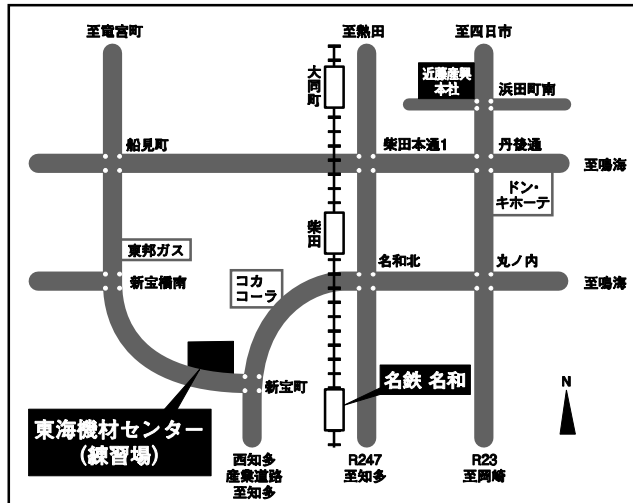 至竜宮町
至熱田
至四日市
大同町
近藤産興
本社
浜田町南
船見町
柴田本通1
丹後通
至鳴海
ドン・
キホーテ
柴田
東邦ガス
新宝橋南
コカ
コーラ
名和北
丸ノ内
至鳴海
新宝町
名鉄 名和
N
東海機材センター
(練習場)
西知多
産業道路
至知多
R247
至知多
R23
至岡崎